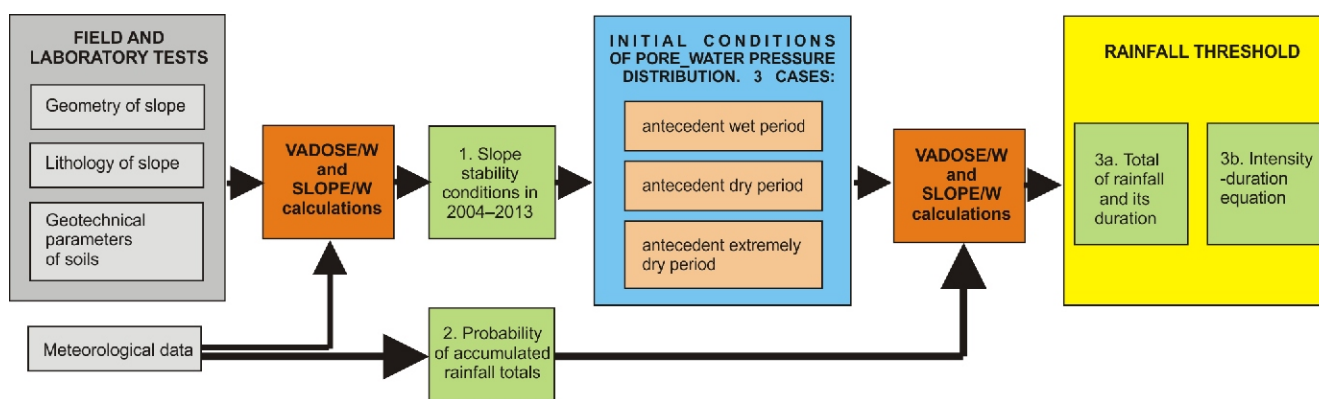 FIELD AND
LABORATORY TESTS
Geometry of slope
Lithology of slope
Geotechnical
parameters
of soils
Meteorological data
VADOSE/W
and
SLOPE/W
calculations
1. Slope
stability
conditions in
2004–2013
2. Probability
of accumulated
rainfall totals
INITIAL CONDITIONS
OF PORE_WATER PRESSURE
DISTRIBUTION. 3 CASES:
antecedent wet period
antecedent dry period
antecedent extremely
dry period
VADOSE/W
and
SLOPE/W
calculations
RAINFALL THRESHOLD
3a. Total
of rainfall
and its
duration
3b. Intensity
-duration
equation